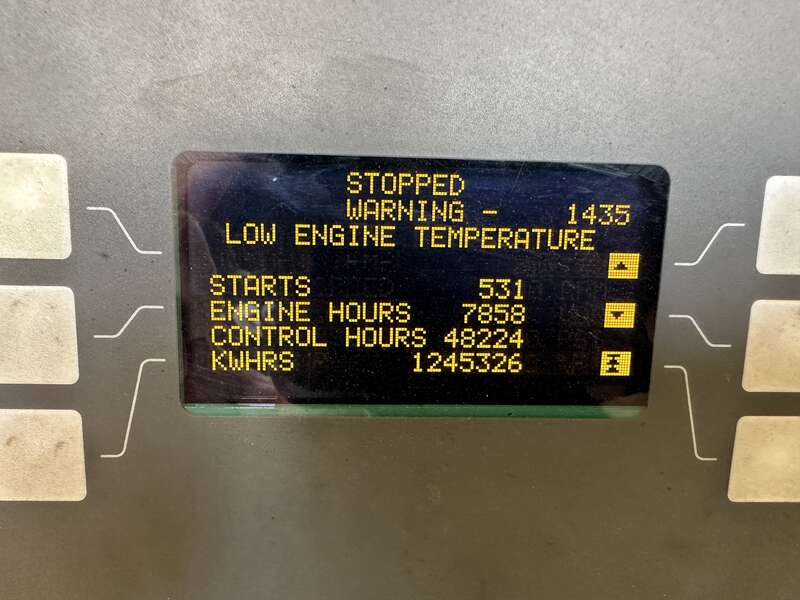 STOPPED
WARNING - 1435
LOW ENGINE TEMPERATURE
STARTS 531
ENGINE HOURS 7858
CONTROL HOURS 48224
KWHRS 1245326